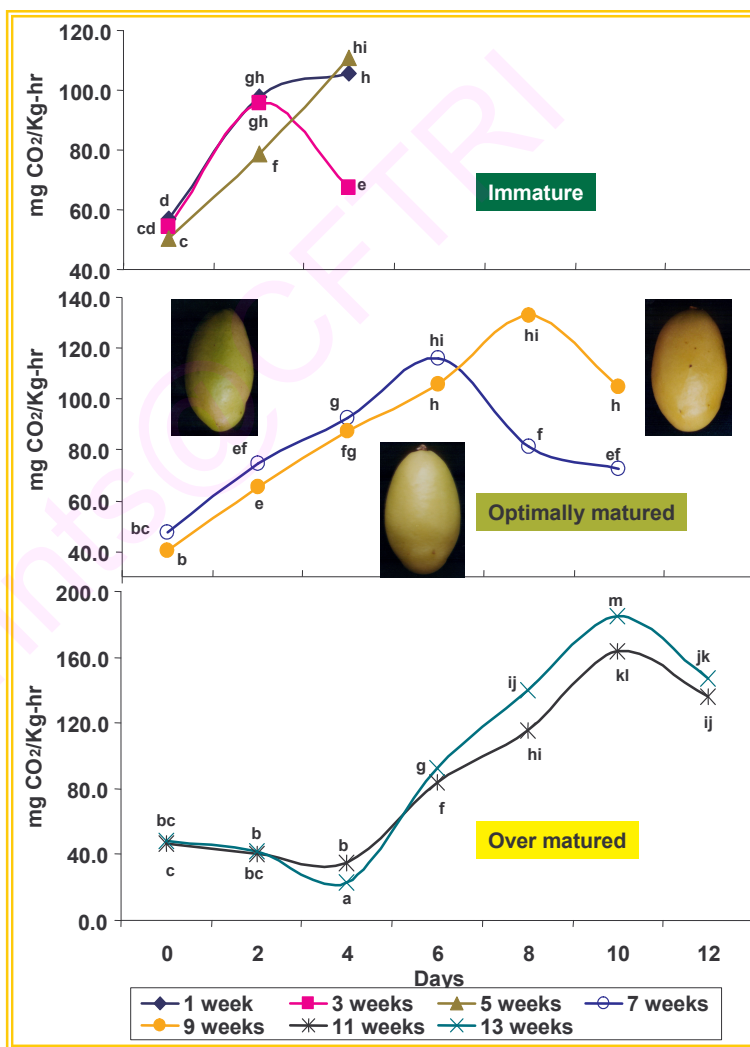 120.0
100.0
80.0
60.0
40.0
mg CO2/Kg-hr
gh
hi
h
gh
f
e
d
cd
c
Immature
140.0
120.0
100.0
80.0
60.0
40.0
mg CO2/Kg-hr
hi
hi
g
h
h
fg
f
ef
ef
e
bc
b
Optimally matured
200.0
160.0
120.0
80.0
40.0
0.0
mg CO2/Kg-hr
m
jk
kl
ij
ij
hi
g
f
bc
b
b
c
bc
a
Over matured
0 2 4 6 8 10 12
Days
1 week 3 weeks 5 weeks 7 weeks
9 weeks 11 weeks 13 weeks
nts@CFTRI